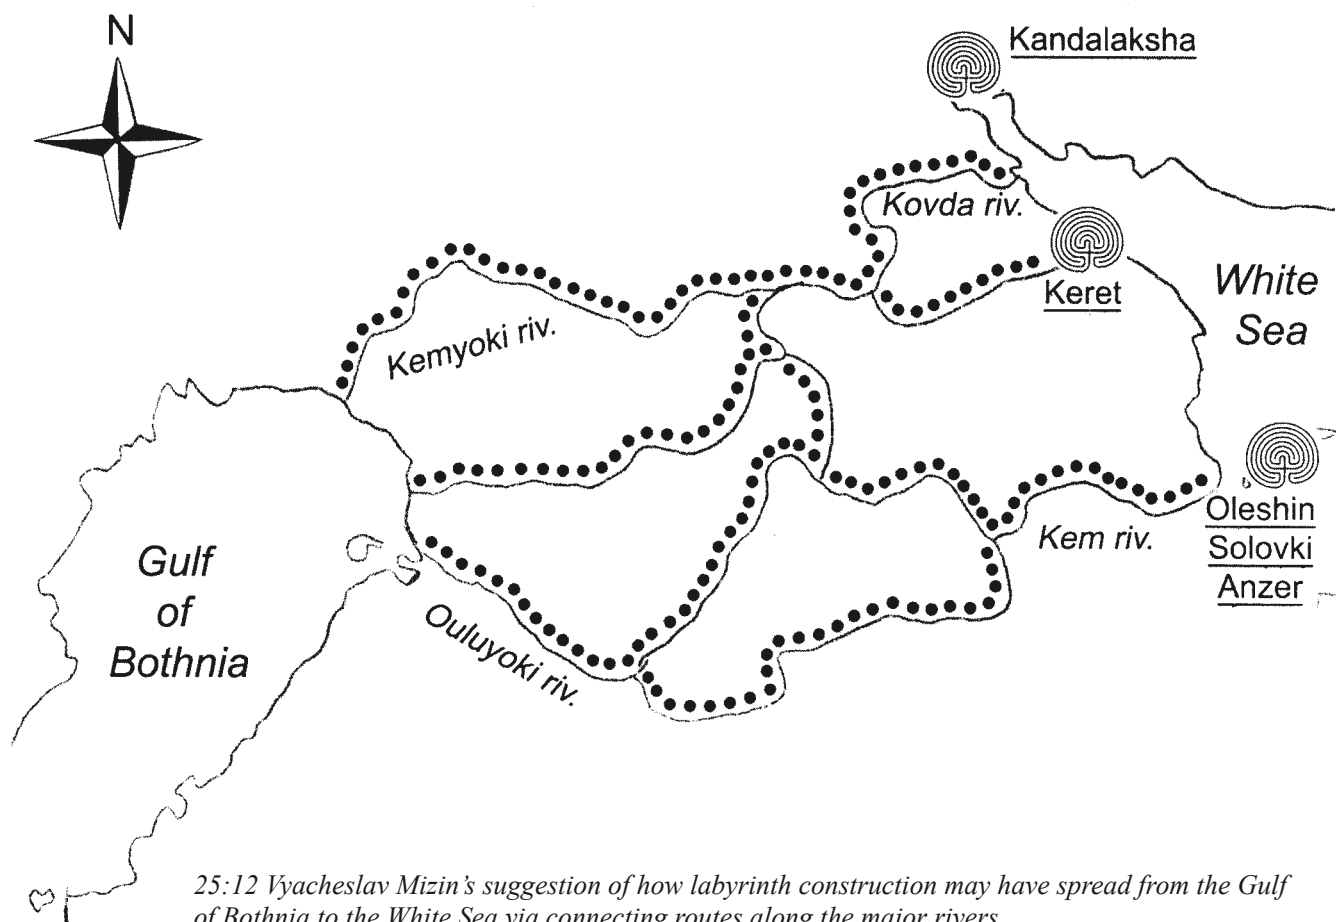 N
Kandalaksha
Kovda riv.
White
Sea
Keret
Kemyoki riv.
Oleshin
Solovki
Anzer
Kem riv.
Gulf
of
Bothnia
Ouluyoki riv.
25:12 Vyacheslav Mizin’s suggestion of how labyrinth construction may have spread from the Gulf
of Bothnia to the White Sea via connecting routes along the major rivers